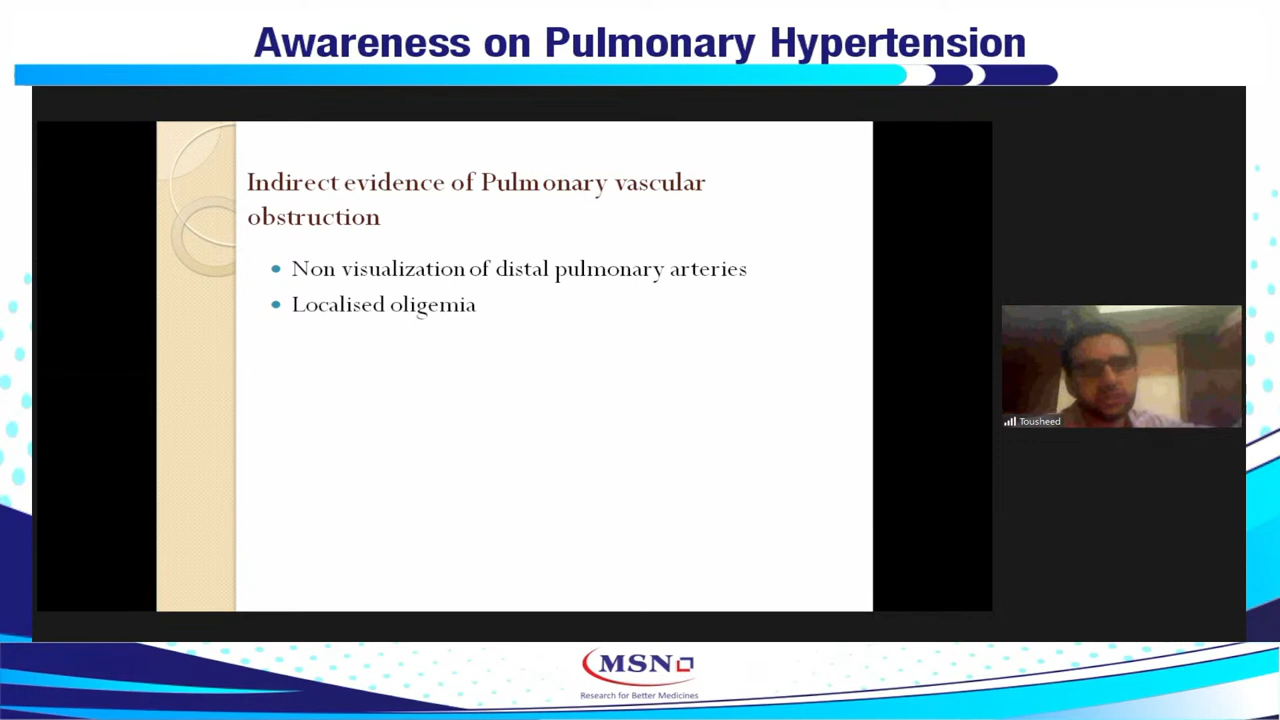 Awareness on Pulmonary Hypertension
Indirect evidence of Pulmonary vascular
obstruction
• Non visualization of distal pulmonary arteries
• Localised oligemia
Tousheed
MSN
Research for Better Medicines